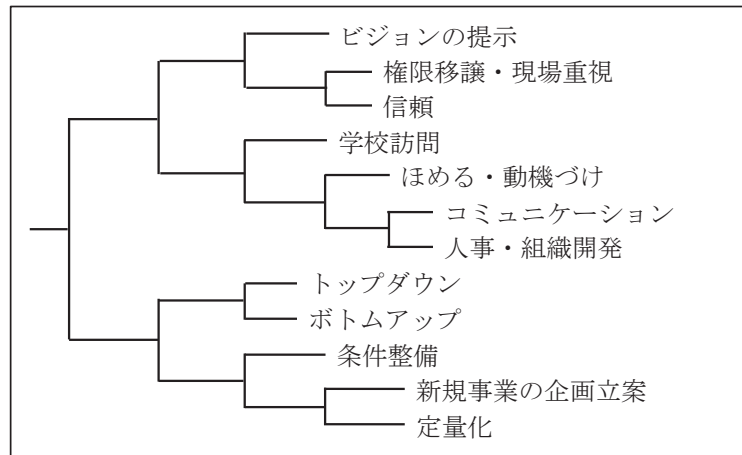 ビジョンの提示
権限移譲・現場重視
信頼
学校訪問
ほめる・動機づけ
コミュニケーション
人事・組織開発
トップダウン
ボトムアップ
条件整備
新規事業の企画立案
定量化